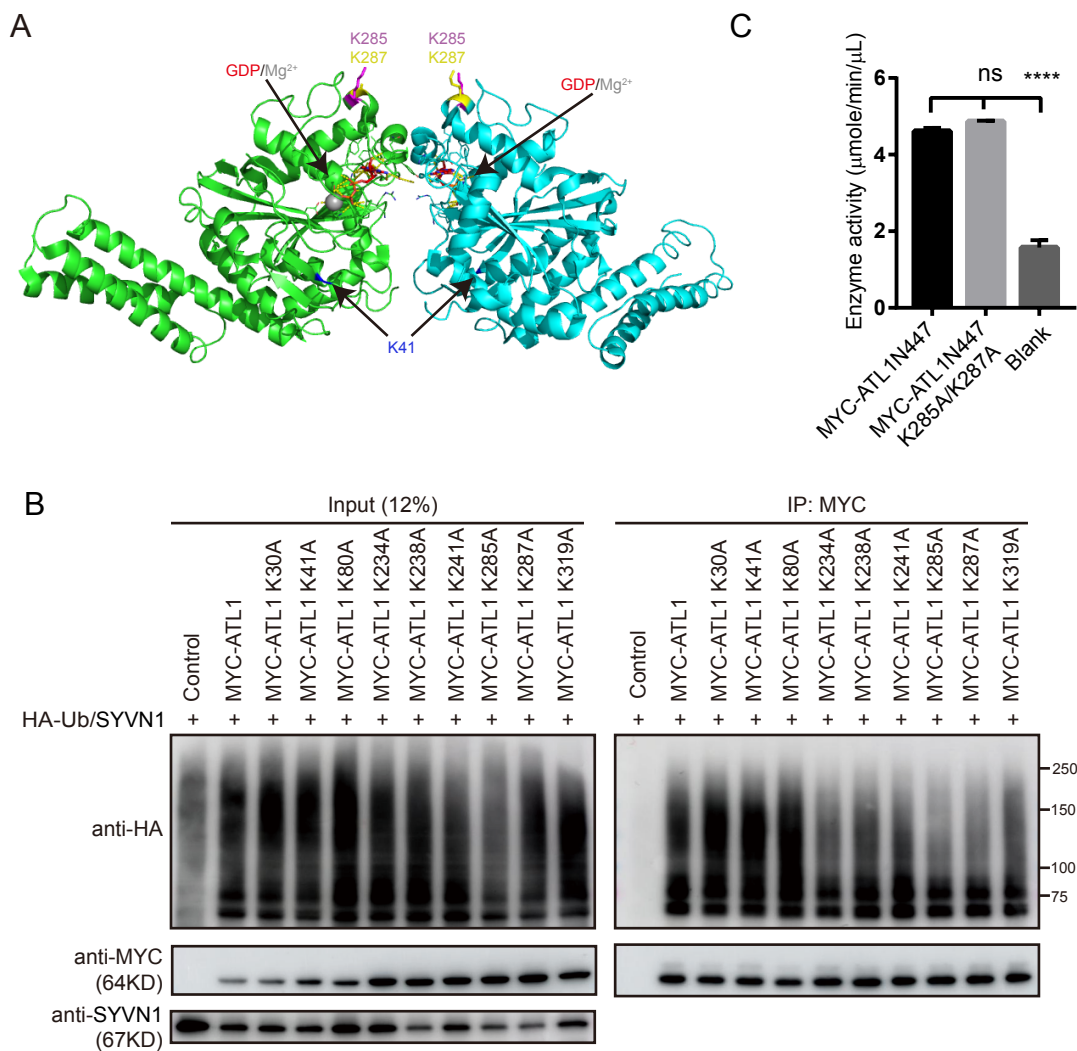 A
K285
K287
K285
K287
GDP/Mg²⁺
GDP/Mg²⁺
K41
C
Enzyme activity (μmole/min/μL)
6
4
2
0
ns
****
MYC-ATL1N447
MYC-ATL1N447
K285A/K287A
Blank
B
Input (12%)
IP: MYC
Control
MYC-ATL1
MYC-ATL1 K30A
MYC-ATL1 K41A
MYC-ATL1 K80A
MYC-ATL1 K234A
MYC-ATL1 K238A
MYC-ATL1 K241A
MYC-ATL1 K285A
MYC-ATL1 K287A
MYC-ATL1 K319A
Control
MYC-ATL1
MYC-ATL1 K30A
MYC-ATL1 K41A
MYC-ATL1 K80A
MYC-ATL1 K234A
MYC-ATL1 K238A
MYC-ATL1 K241A
MYC-ATL1 K285A
MYC-ATL1 K287A
MYC-ATL1 K319A
HA-Ub/SYVN1 + + + + + + + + + + + + + + + + + + + + + +
anti-HA
250
150
100
75
anti-MYC
(64KD)
anti-SYVN1
(67KD)